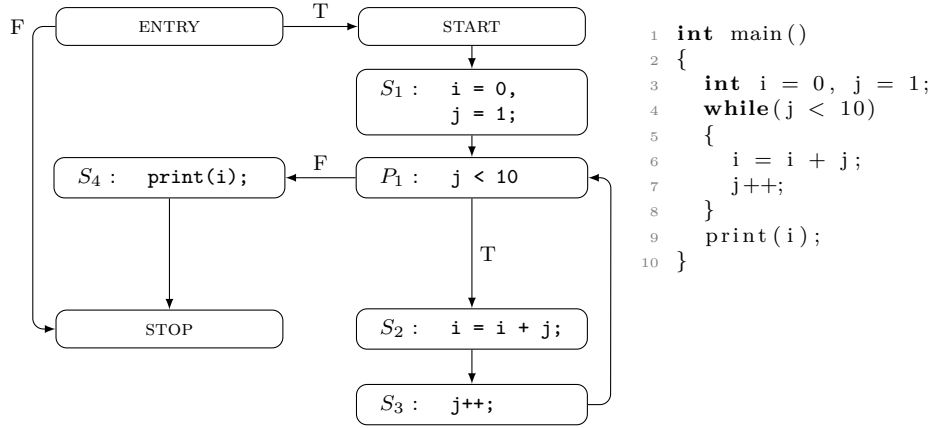 F
ENTRY
T
START
S1 : i = 0,
j = 1;
S4 : print(i);
F
P1 : j < 10
T
STOP
S2 : i = i + j;
S3 : j++;
1 int main()
2 {
3 int i = 0, j = 1;
4 while(j < 10)
5 {
6 i = i + j;
7 j++;
8 }
9 print(i);
10 }